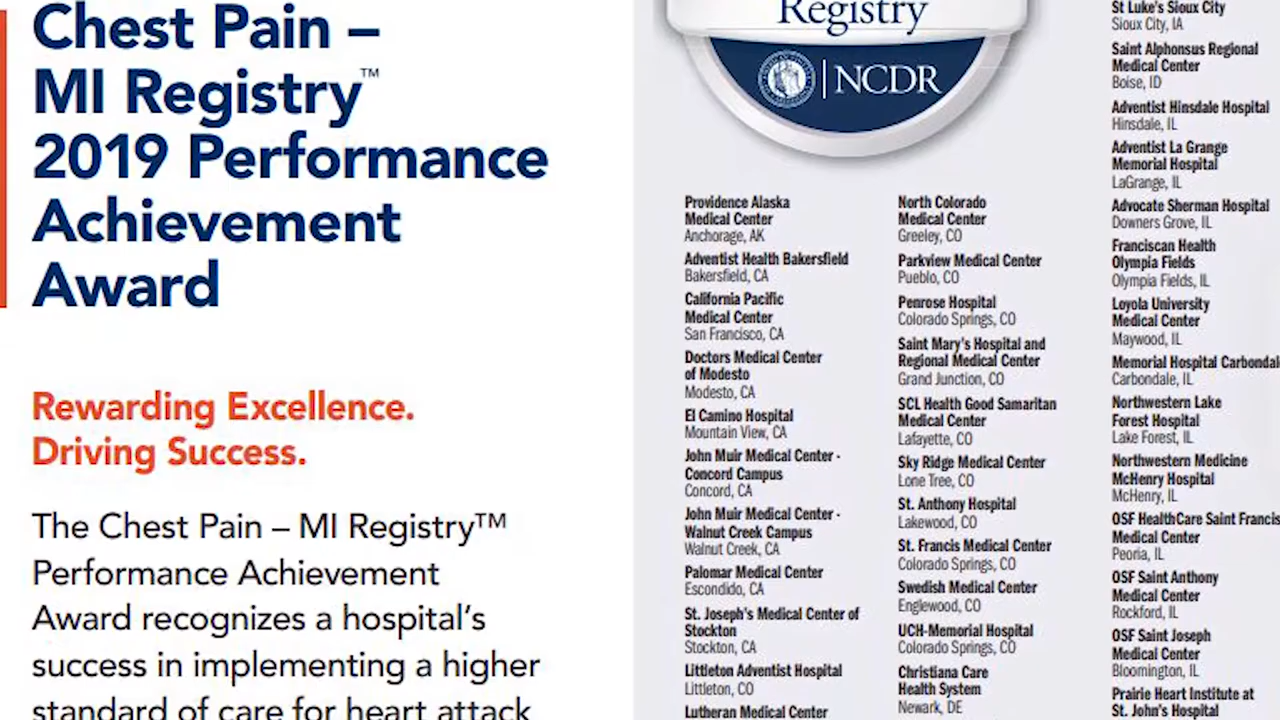 Chest Pain –
MI Registry™
2019 Performance
Achievement
Award
Rewarding Excellence.
Driving Success.
The Chest Pain – MI Registry™
Performance Achievement
Award recognizes a hospital's
success in implementing a higher
standard of care for heart attack
Registry
NCDR
Providence Alaska
Medical Center
Anchorage, AK
Adventist Health Bakersfield
Bakersfield, CA
California Pacific
Medical Center
San Francisco, CA
Doctors Medical Center
of Modesto
Modesto, CA
El Camino Hospital
Mountain View, CA
John Muir Medical Center -
Concord Campus
Concord, CA
John Muir Medical Center -
Walnut Creek Campus
Walnut Creek, CA
Palomar Medical Center
Escondido, CA
St. Joseph's Medical Center of
Stockton
Stockton, CA
Littleton Adventist Hospital
Littleton, CO
Lutheran Medical Center
North Colorado
Medical Center
Greeley, CO
Parkview Medical Center
Pueblo, CO
Penrose Hospital
Colorado Springs, CO
Saint Mary's Hospital and
Regional Medical Center
Grand Junction, CO
SCL Health Good Samaritan
Medical Center
Lafayette, CO
Sky Ridge Medical Center
Lone Tree, CO
St. Anthony Hospital
Lakewood, CO
St. Francis Medical Center
Colorado Springs, CO
Swedish Medical Center
Englewood, CO
UCH-Memorial Hospital
Colorado Springs, CO
Christiana Care
Health System
Newark, DE
St Luke's Sioux City
Sioux City, IA
Saint Alphonsus Regional
Medical Center
Boise, ID
Adventist Hinsdale Hospital
Hinsdale, IL
Adventist La Grange
Memorial Hospital
LaGrange, IL
Advocate Sherman Hospital
Downers Grove, IL
Franciscan Health
Olympia Fields
Olympia Fields, IL
Loyola University
Medical Center
Maywood, IL
Memorial Hospital Carbondale
Carbondale, IL
Northwestern Lake
Forest Hospital
Lake Forest, IL
Northwestern Medicine
McHenry Hospital
McHenry, IL
OSF HealthCare Saint Francis
Medical Center
Peoria, IL
OSF Saint Anthony
Medical Center
Rockford, IL
OSF Saint Joseph
Medical Center
Bloomington, IL
Prairie Heart Institute at
St. John's Hospital